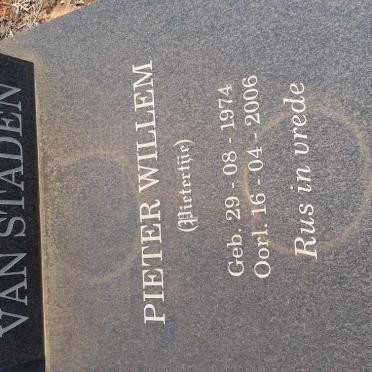 VAN STADEN
PIETER WILLEM
(Pietertjie)
Geb. 29 - 08 - 1974
Oorl. 16 - 04 - 2006
Rus in vrede